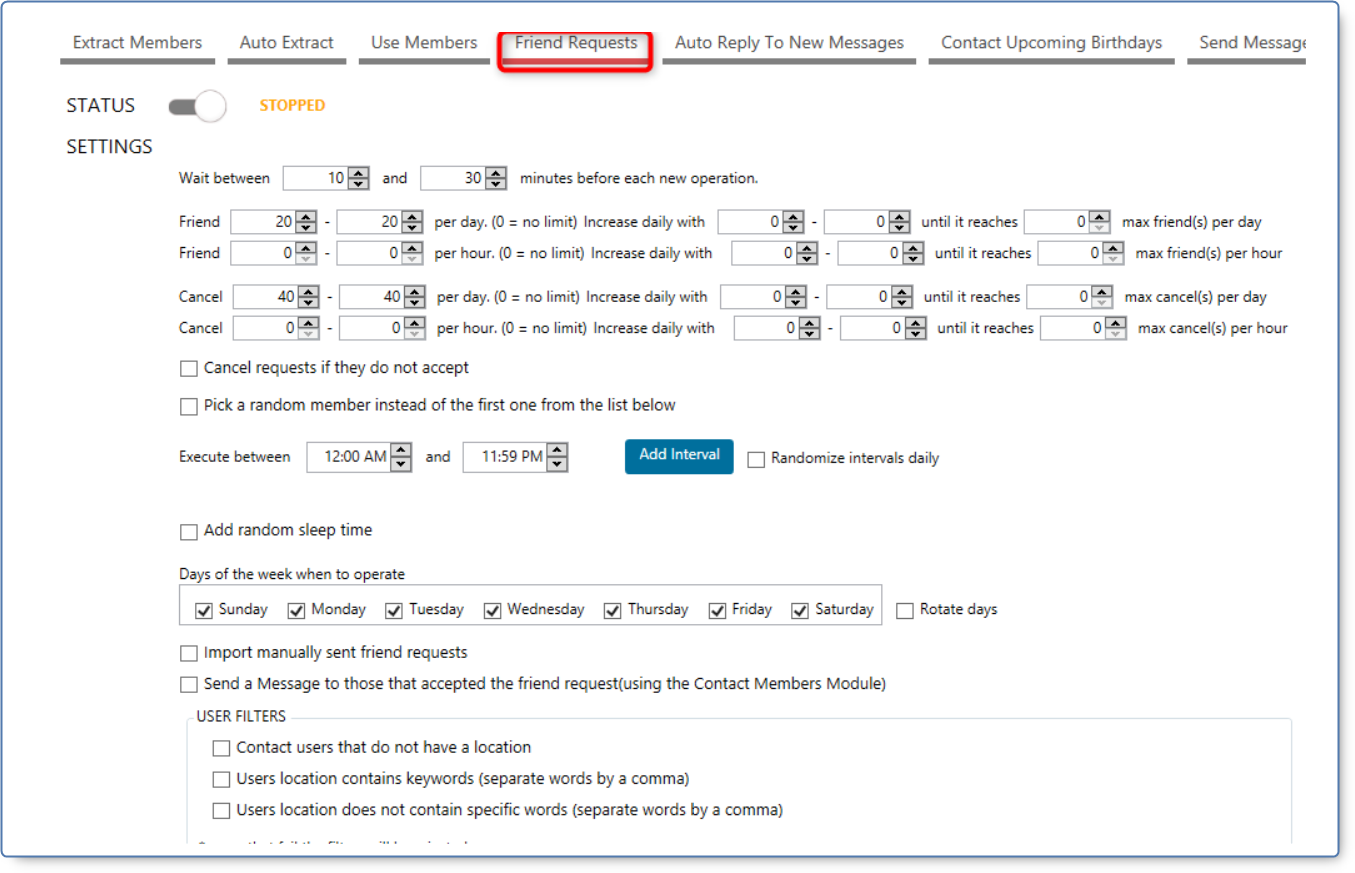 Extract Members Auto Extract Use Members Friend Requests Auto Reply To New Messages Contact Upcoming Birthdays Send Message
STATUS STOPPED
SETTINGS
Wait between 10 and 30 minutes before each new operation.
Friend 20 - 20 per day. (0 = no limit) Increase daily with 0 - 0 until it reaches 0 max friend(s) per day
Friend 0 - 0 per hour. (0 = no limit) Increase daily with 0 - 0 until it reaches 0 max friend(s) per hour
Cancel 40 - 40 per day. (0 = no limit) Increase daily with 0 - 0 until it reaches 0 max cancel(s) per day
Cancel 0 - 0 per hour. (0 = no limit) Increase daily with 0 - 0 until it reaches 0 max cancel(s) per hour
Cancel requests if they do not accept
Pick a random member instead of the first one from the list below
Execute between 12:00 AM and 11:59 PM Add Interval Randomize intervals daily
Add random sleep time
Days of the week when to operate
Sunday Monday Tuesday Wednesday Thursday Friday Saturday Rotate days
Import manually sent friend requests
Send a Message to those that accepted the friend request(using the Contact Members Module)
USER FILTERS
Contact users that do not have a location
Users location contains keywords (separate words by a comma)
Users location does not contain specific words (separate words by a comma)